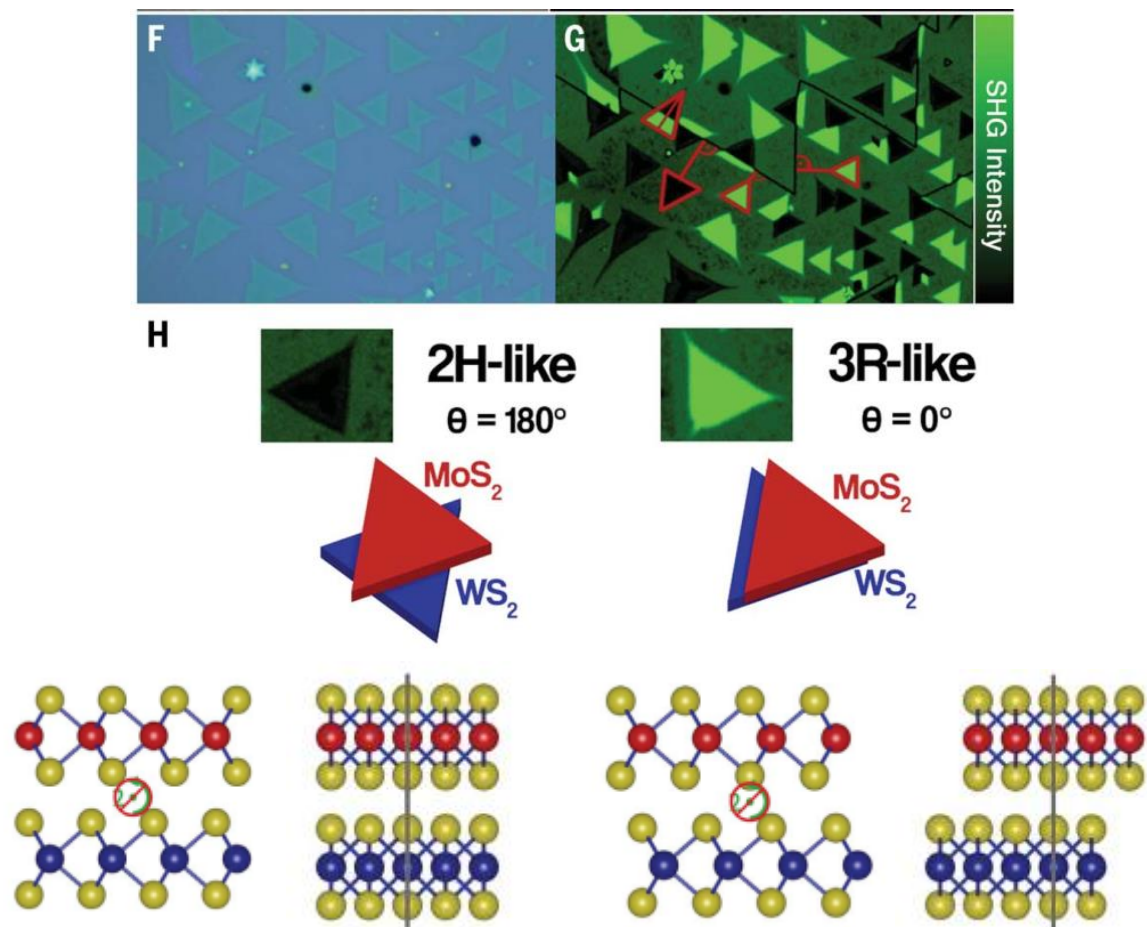 F
G
SHG Intensity
H
2H-like
θ = 180°
3R-like
θ = 0°
MoS₂
WS₂
MoS₂
WS₂